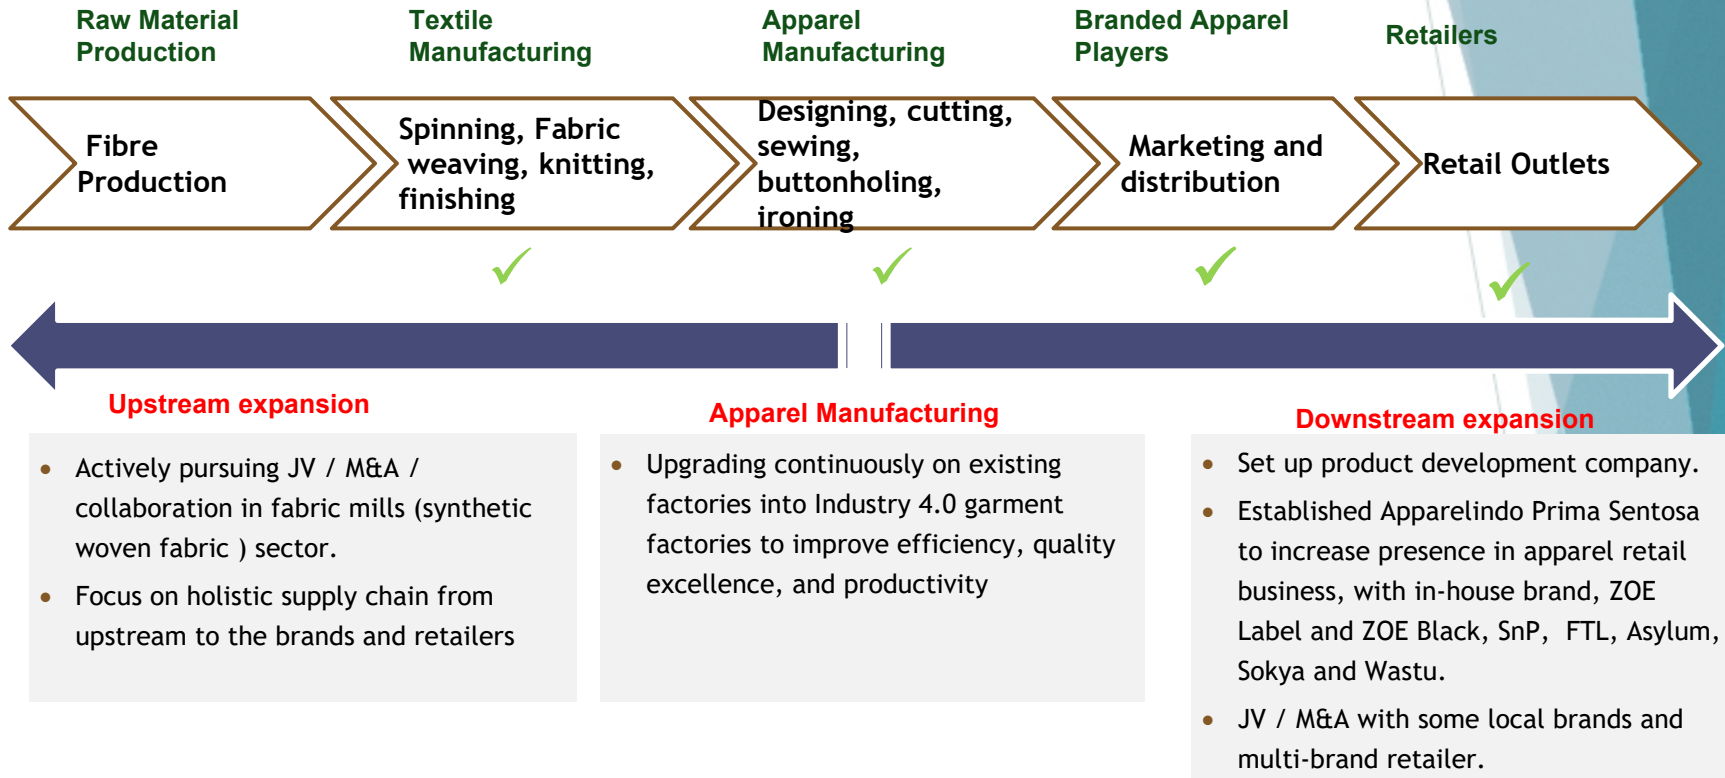 Raw Material
Production
Textile
Manufacturing
Apparel
Manufacturing
Branded Apparel
Players
Retailers
Fibre
Production
Spinning, Fabric
weaving, knitting,
finishing
Designing, cutting,
sewing,
buttonholing,
ironing
Marketing and
distribution
Retail Outlets
Upstream expansion
• Actively pursuing JV / M&A /
collaboration in fabric mills (synthetic
woven fabric ) sector.
• Focus on holistic supply chain from
upstream to the brands and retailers
Apparel Manufacturing
• Upgrading continuously on existing
factories into Industry 4.0 garment
factories to improve efficiency, quality
excellence, and productivity
Downstream expansion
• Set up product development company.
• Established Apparelindo Prima Sentosa
to increase presence in apparel retail
business, with in-house brand, ZOE
Label and ZOE Black, SnP, FTL, Asylum,
Sokya and Wastu.
• JV / M&A with some local brands and
multi-brand retailer.